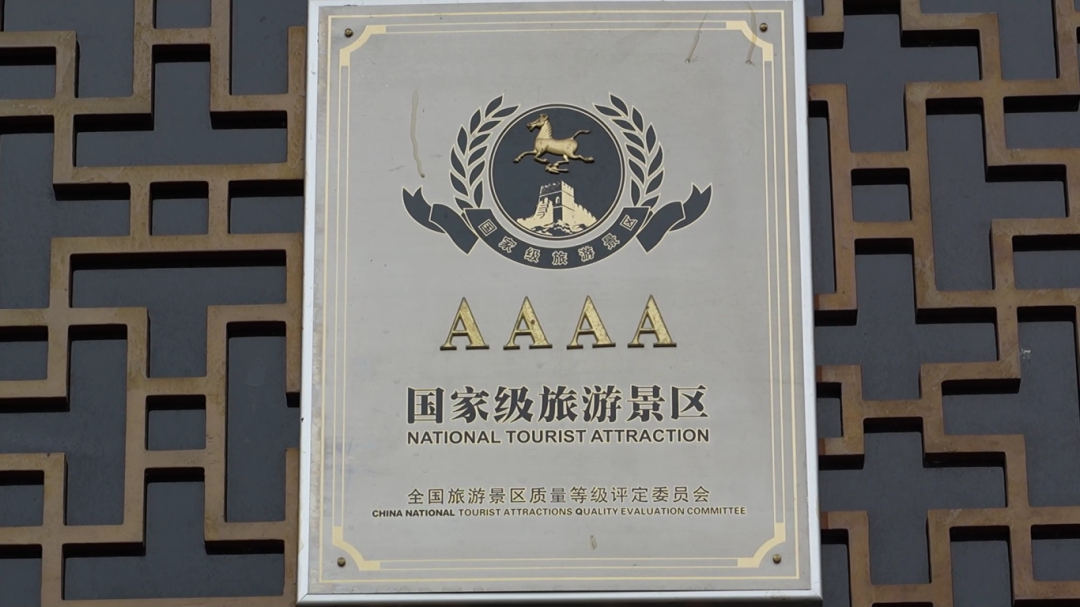 国家级旅游景区
AAAA
国家级旅游景区
NATIONAL TOURIST ATTRACTION
全国旅游景区质量等级评定委员会
CHINA NATIONAL TOURIST ATTRACTIONS QUALITY EVALUATION COMMITTEE